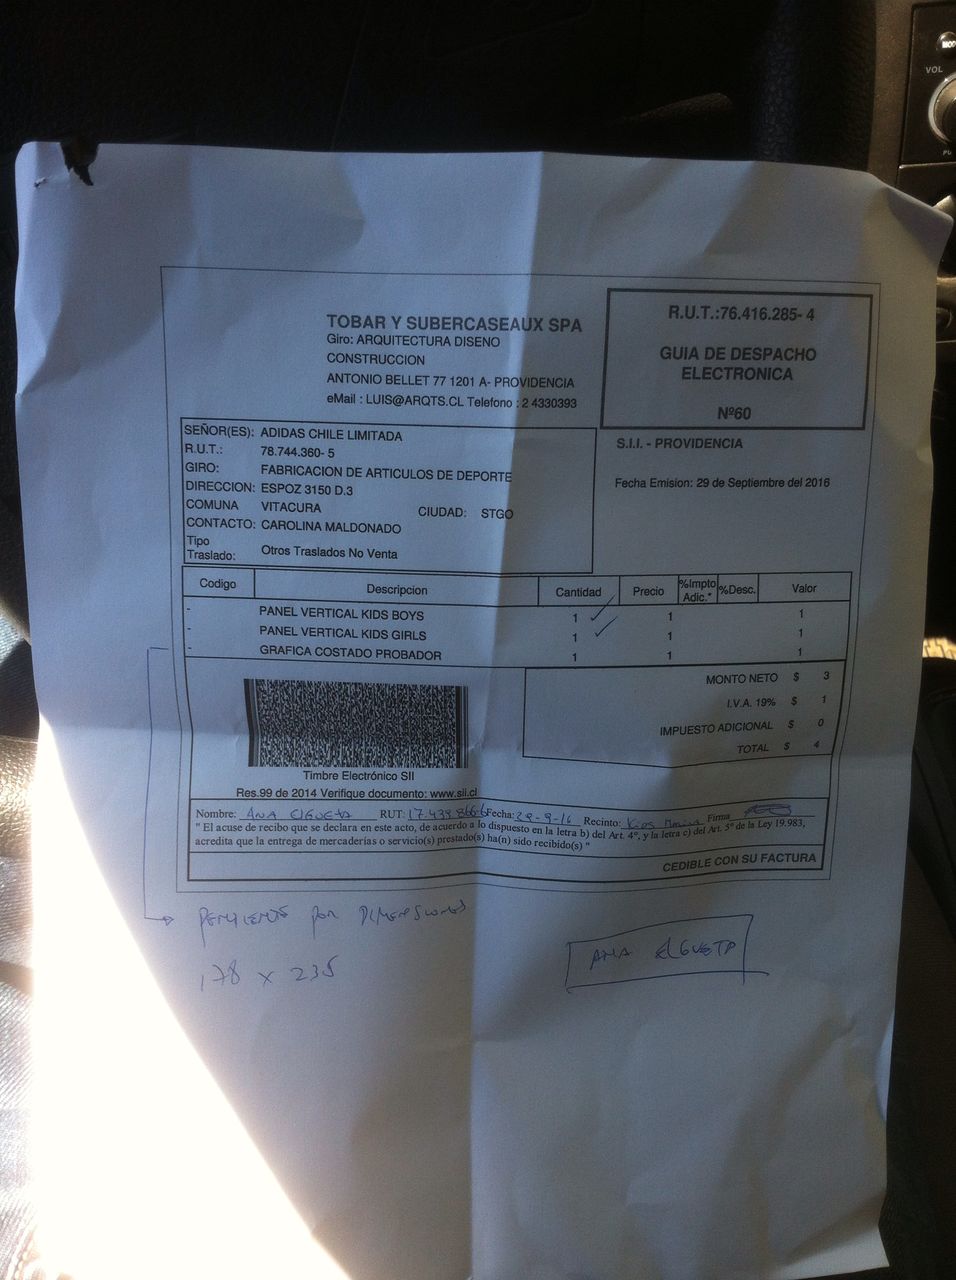 TOBAR Y SUBERCASEAUX SPA
Giro: ARQUITECTURA DISENO
CONSTRUCCION
ANTONIO BELLET 77 1201 A- PROVIDENCIA
eMail : LUIS@ARQTS.CL Telefono : 2 4330393
R.U.T.:76.416.285- 4
GUIA DE DESPACHO
ELECTRONICA
Nº60
S.I.I. - PROVIDENCIA
Fecha Emision: 29 de Septiembre del 2016
SEÑOR(ES): ADIDAS CHILE LIMITADA
R.U.T.: 78.744.360- 5
GIRO: FABRICACION DE ARTICULOS DE DEPORTE
DIRECCION: ESPOZ 3150 D.3
COMUNA VITACURA CIUDAD: STGO
CONTACTO: CAROLINA MALDONADO
Tipo
Traslado: Otros Traslados No Venta
Codigo Descripcion Cantidad Precio %Impto Adic.* %Desc. Valor
- PANEL VERTICAL KIDS BOYS 1 1 1
- PANEL VERTICAL KIDS GIRLS 1 1 1
- GRAFICA COSTADO PROBADOR 1 1 1
MONTO NETO $ 3
I.V.A. 19% $ 1
IMPUESTO ADICIONAL $ 0
TOTAL $ 4
Timbre Electrónico SII
Res.99 de 2014 Verifique documento: www.sii.cl
Nombre: ANA ELGUETA RUT: 17.439.866-6 Fecha: 29-9-16 Recinto: Firma
" El acuse de recibo que se declara en este acto, de acuerdo a lo dispuesto en la letra b) del Art. 4º, y la letra c) del Art. 5º de la Ley 19.983,
acredita que la entrega de mercaderías o servicio(s) prestado(s) ha(n) sido recibido(s) "
CEDIBLE CON SU FACTURA
PENDIENTE POR DIMENSIONES
178 x 235
ANA ELGUETA
VOL